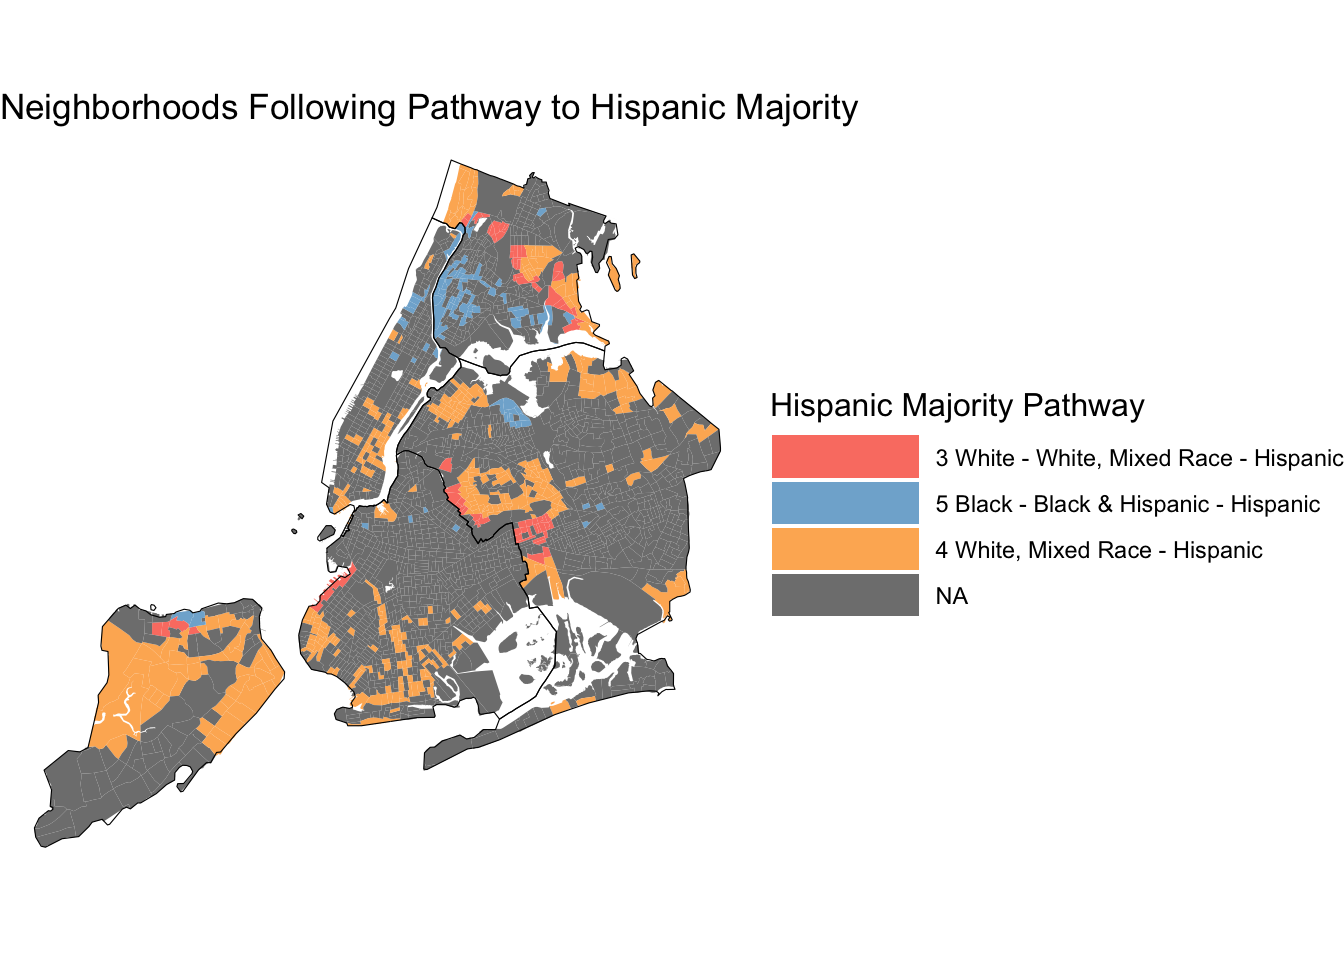 Neighborhoods Following Pathway to Hispanic Majority
Hispanic Majority Pathway
3 White - White, Mixed Race - Hispanic
5 Black - Black & Hispanic - Hispanic
4 White, Mixed Race - Hispanic
NA